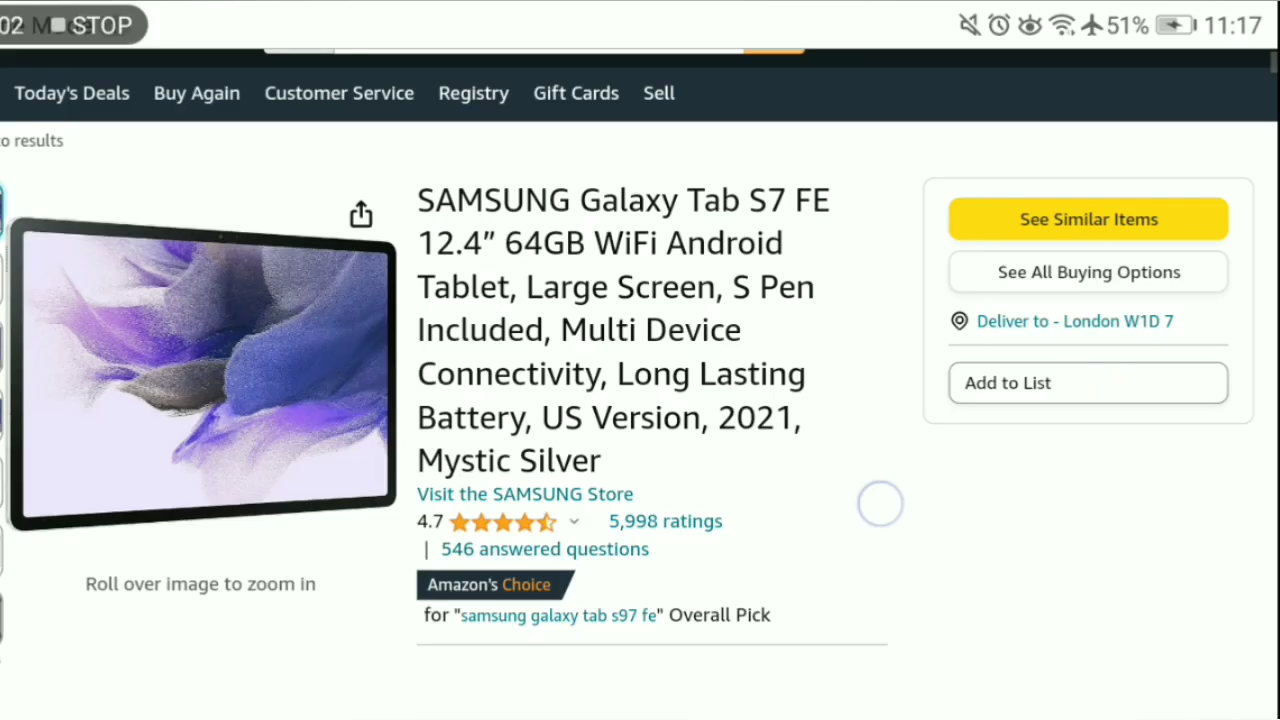 02 STOP 51% 11:17
Today's Deals Buy Again Customer Service Registry Gift Cards Sell
o results
SAMSUNG Galaxy Tab S7 FE
12.4” 64GB WiFi Android
Tablet, Large Screen, S Pen
Included, Multi Device
Connectivity, Long Lasting
Battery, US Version, 2021,
Mystic Silver
Visit the SAMSUNG Store
4.7 5,998 ratings
| 546 answered questions
Amazon's Choice
for "samsung galaxy tab s97 fe" Overall Pick
Roll over image to zoom in
See Similar Items
See All Buying Options
Deliver to - London W1D 7
Add to List